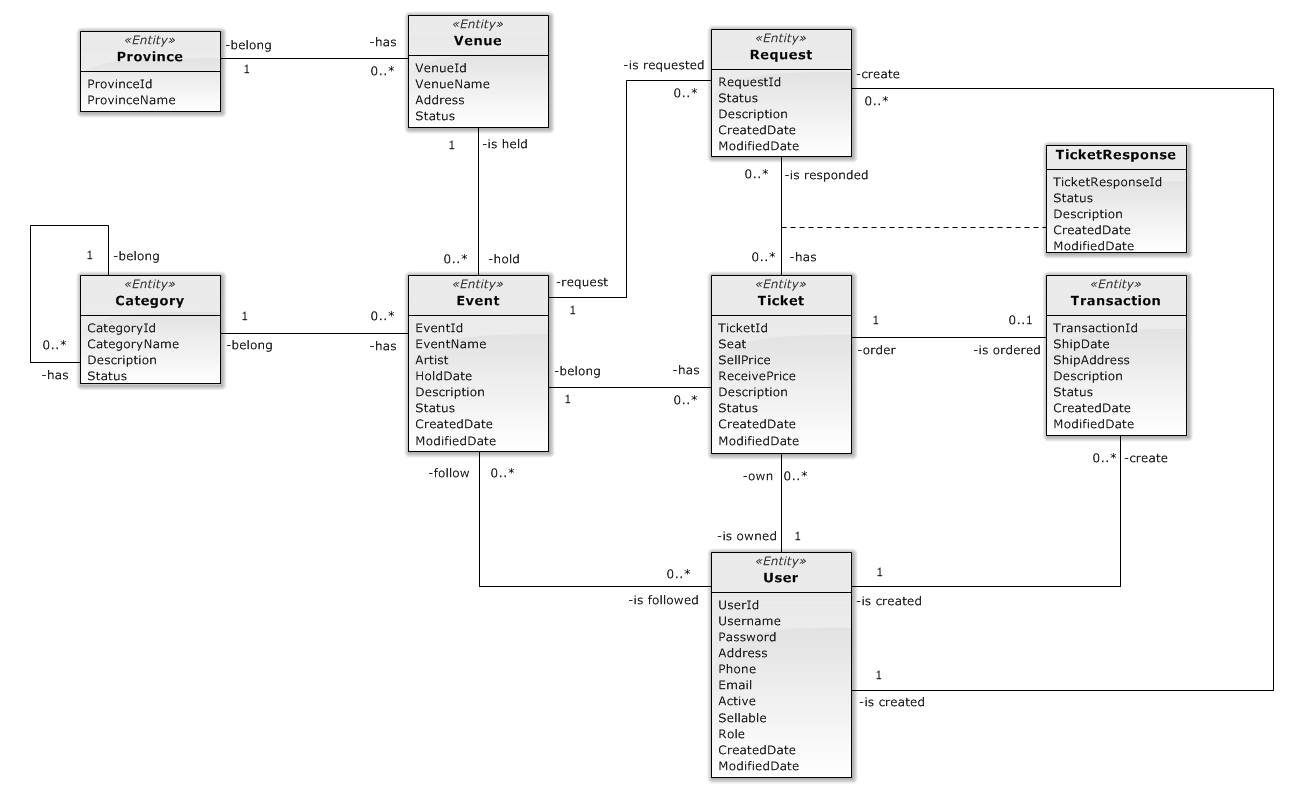 «Entity»
Province
ProvinceId
ProvinceName
-belong
1
-has
0..*
«Entity»
Venue
VenueId
VenueName
Address
Status
1
-is held
0..*
-hold
«Entity»
Request
RequestId
Status
Description
CreatedDate
ModifiedDate
-is requested
0..*
-create
0..*
0..*
-is responded
TicketResponse
TicketResponseId
Status
Description
CreatedDate
ModifiedDate
0..*
-has
1
-belong
0..*
-has
«Entity»
Category
CategoryId
CategoryName
Description
Status
1
-belong
0..*
-has
«Entity»
Event
EventId
EventName
Artist
HoldDate
Description
Status
CreatedDate
ModifiedDate
-request
1
-belong
1
-has
0..*
«Entity»
Ticket
TicketId
Seat
SellPrice
ReceivePrice
Description
Status
CreatedDate
ModifiedDate
1
-order
0..1
-is ordered
«Entity»
Transaction
TransactionId
ShipDate
ShipAddress
Description
Status
CreatedDate
ModifiedDate
-follow
0..*
-own
0..*
0..*
-create
-is owned
1
0..*
-is followed
«Entity»
User
UserId
Username
Password
Address
Phone
Email
Active
Sellable
Role
CreatedDate
ModifiedDate
1
-is created
1
-is created